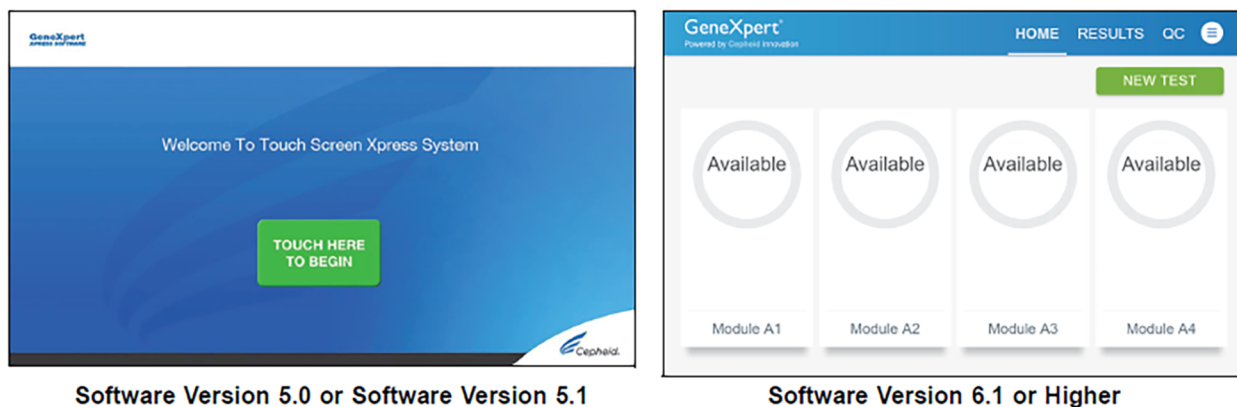 GeneXpert
XPRESS SOFTWARE
Welcome To Touch Screen Xpress System
TOUCH HERE
TO BEGIN
Cepheid.
Software Version 5.0 or Software Version 5.1
GeneXpert®
Powered by Cepheid Innovation
HOME RESULTS QC
NEW TEST
Available Available Available Available
Module A1 Module A2 Module A3 Module A4
Software Version 6.1 or Higher